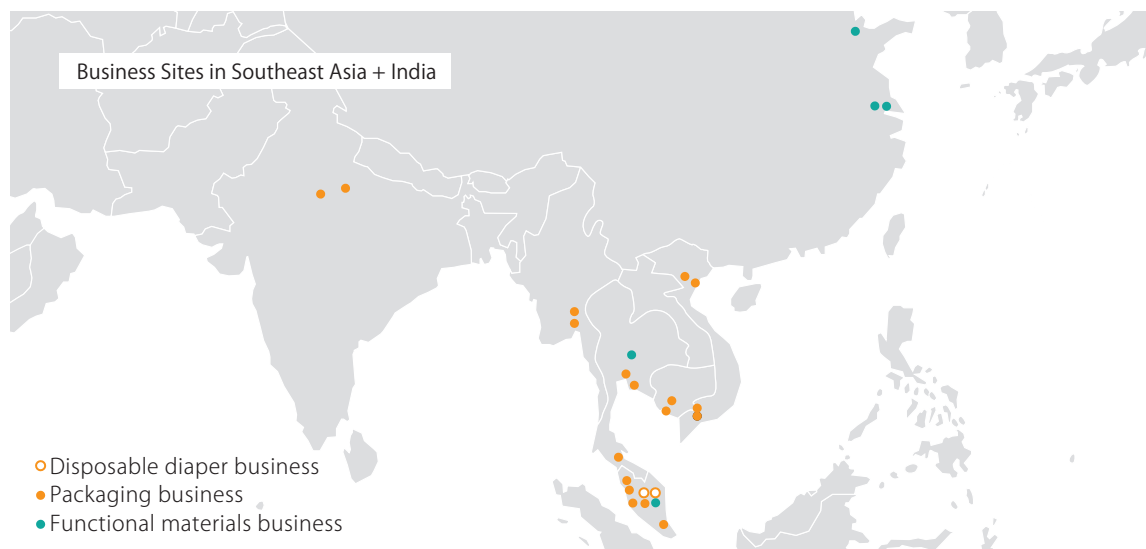 Business Sites in Southeast Asia + India
Disposable diaper business
Packaging business
Functional materials business